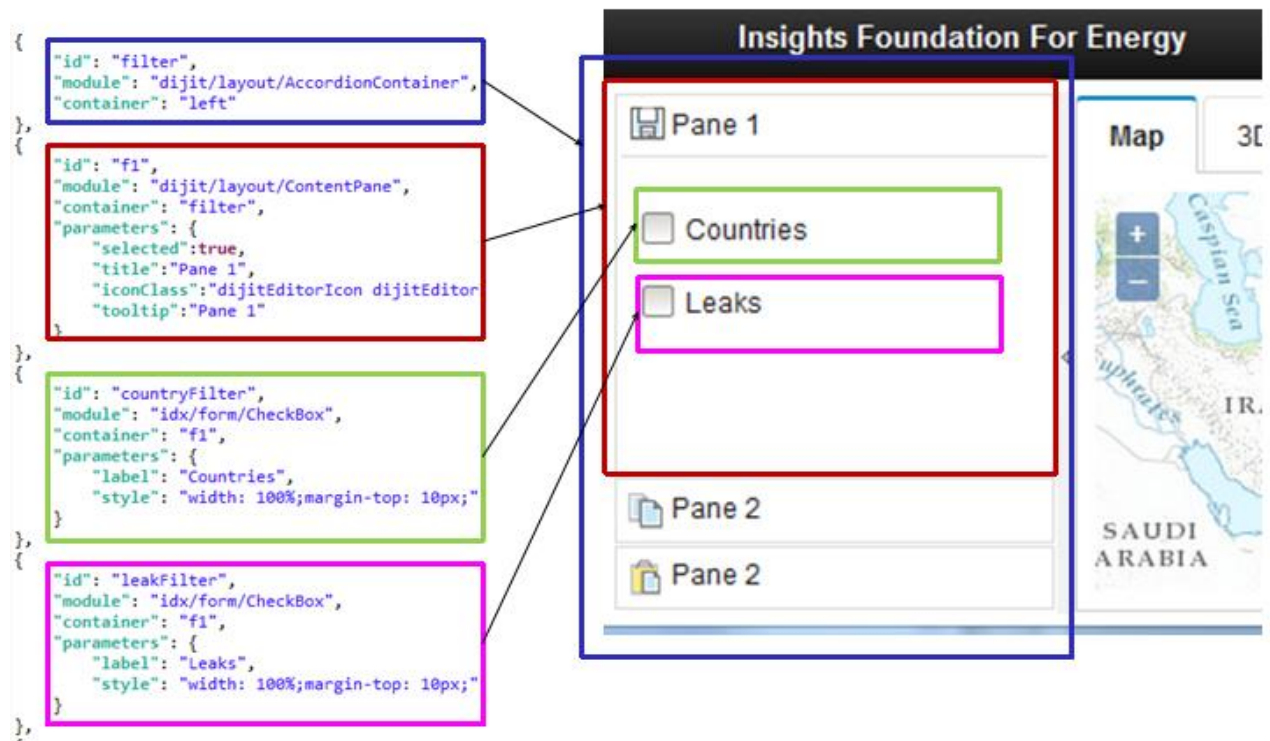 {
"id": "filter",
"module": "dijit/layout/AccordionContainer",
"container": "left"
},
{
"id": "f1",
"module": "dijit/layout/ContentPane",
"container": "filter",
"parameters": {
"selected":true,
"title":"Pane 1",
"iconClass":"dijitEditorIcon dijitEditor
"tooltip":"Pane 1"
}
},
{
"id": "countryFilter",
"module": "idx/form/CheckBox",
"container": "f1",
"parameters": {
"label": "Countries",
"style": "width: 100%;margin-top: 10px;"
}
},
{
"id": "leakFilter",
"module": "idx/form/CheckBox",
"container": "f1",
"parameters": {
"label": "Leaks",
"style": "width: 100%;margin-top: 10px;"
}
},
Insights Foundation For Energy
Pane 1
Countries
Leaks
Pane 2
Pane 2
Map 3D
+
−
Caspian Sea
IR
SAUDI
ARABIA